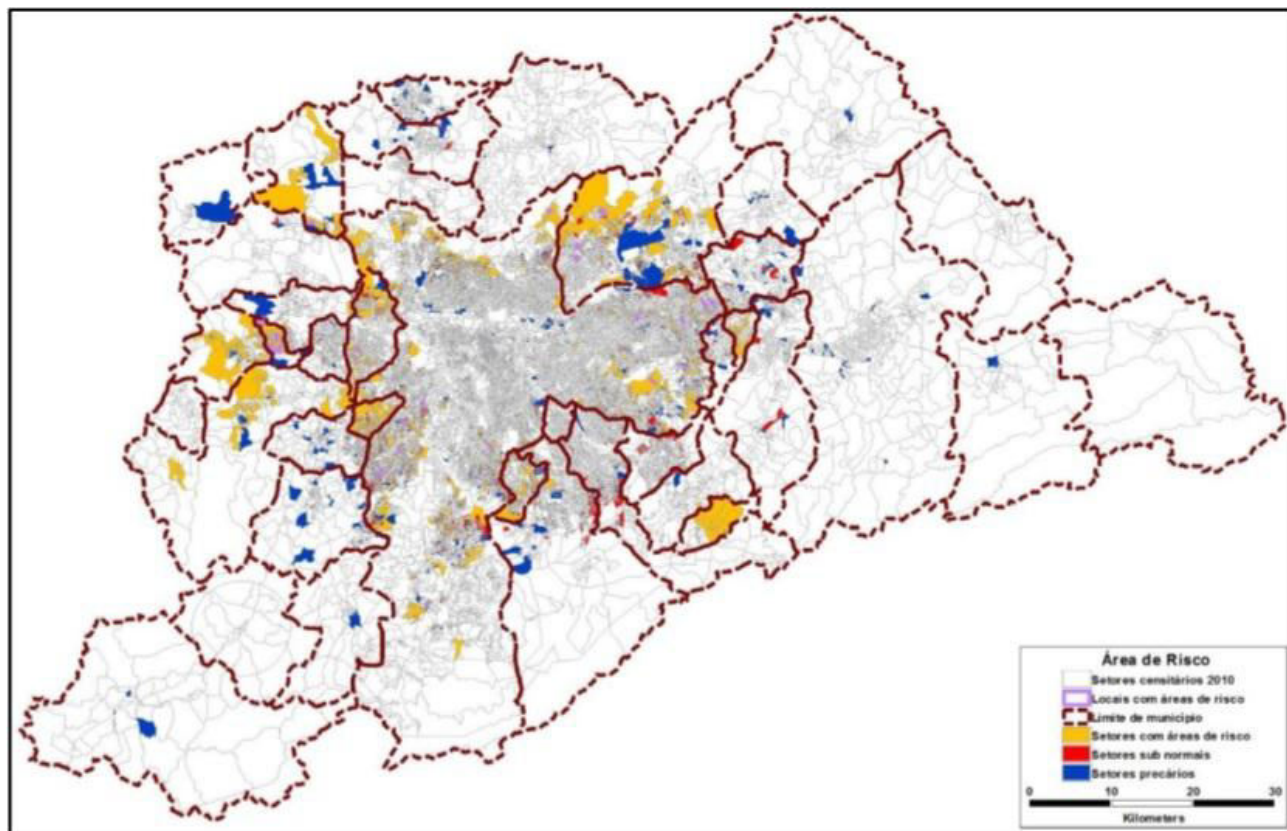 Área de Risco
Setores censitários 2010
Locais com áreas de risco
Limite de município
Setores com áreas de risco
Setores sub normais
Setores precários
0 10 20 30
Kilometers